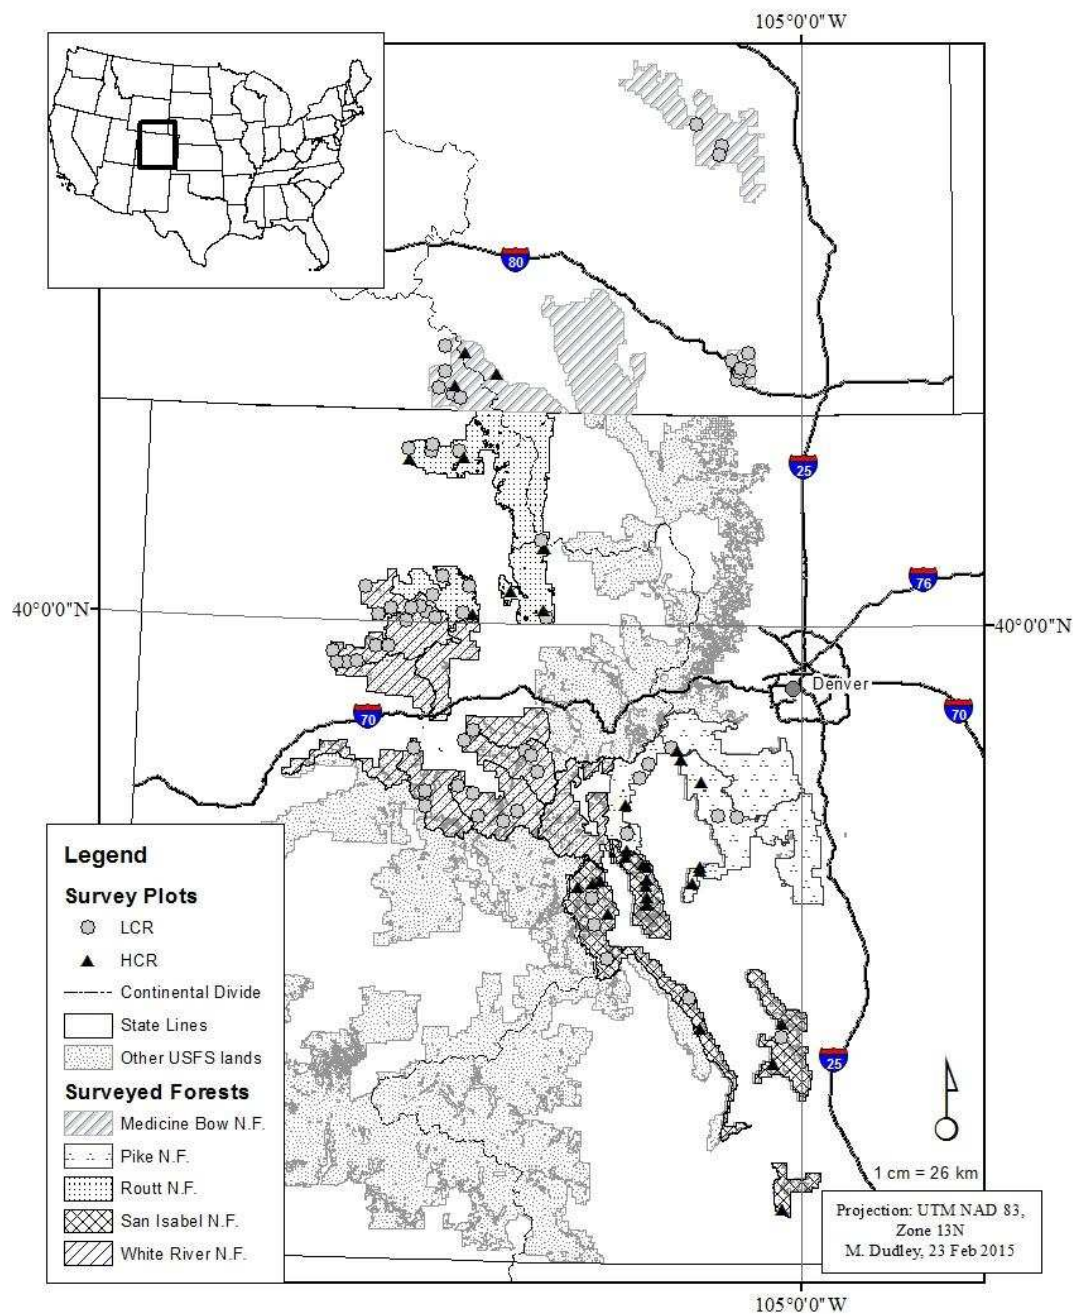 105°0'0"W
80
25
76
40°0'0"N
40°0'0"N
Denver
70
70
Legend
Survey Plots
LCR
HCR
Continental Divide
State Lines
Other USFS lands
Surveyed Forests
Medicine Bow N.F.
Pike N.F.
Routt N.F.
San Isabel N.F.
White River N.F.
25
1 cm = 26 km
Projection: UTM NAD 83,
Zone 13N
M. Dudley, 23 Feb 2015
105°0'0"W